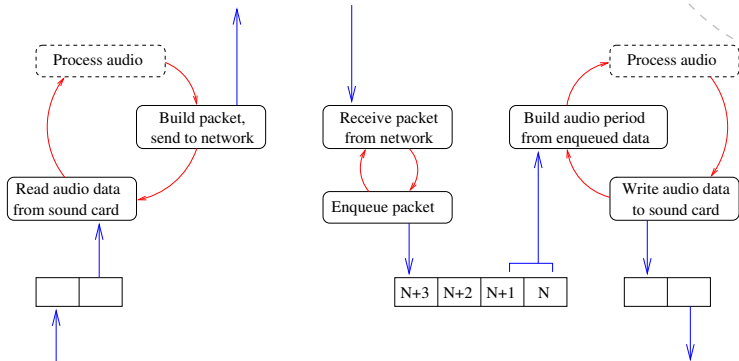 Process audio
Build packet,
send to network
Read audio data
from sound card
Receive packet
from network
Enqueue packet
N+3 N+2 N+1 N
Process audio
Build audio period
from enqueued data
Write audio data
to sound card